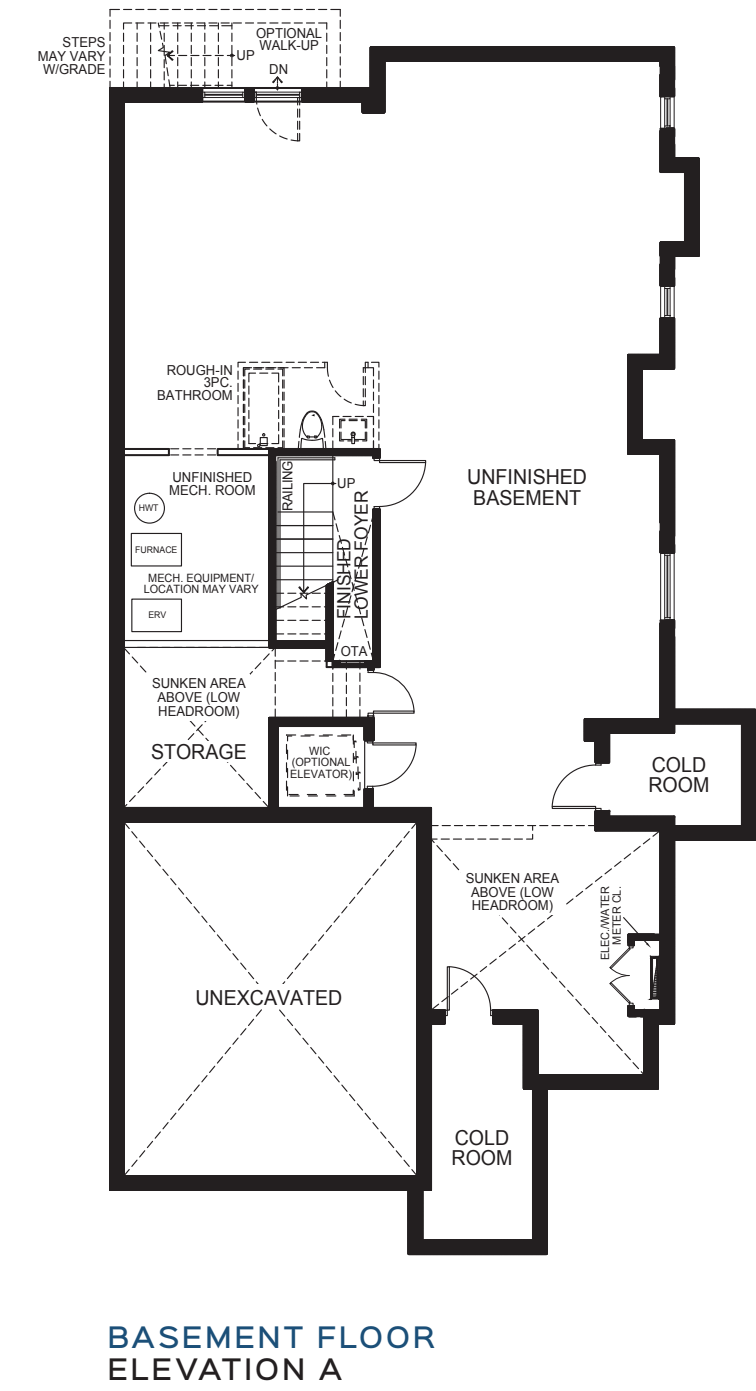 STEPS
MAY VARY
W/GRADE
UP
OPTIONAL
WALK-UP
DN
ROUGH-IN
3PC.
BATHROOM
UNFINISHED
MECH. ROOM
HWT
FURNACE
MECH. EQUIPMENT/
LOCATION MAY VARY
ERV
RAILING
UP
FINISHED
LOWER FOYER
OTA
UNFINISHED
BASEMENT
SUNKEN AREA
ABOVE (LOW
HEADROOM)
STORAGE
WIC
(OPTIONAL
ELEVATOR)
COLD
ROOM
SUNKEN AREA
ABOVE (LOW
HEADROOM)
ELEC./WATER
METER CL.
UNEXCAVATED
COLD
ROOM
BASEMENT FLOOR
ELEVATION A